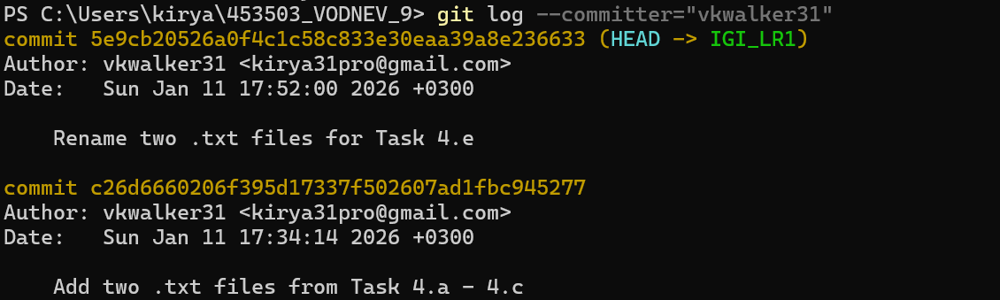 PS C:\Users\kirya\453503_VODNEV_9> git log --committer="vkwalker31"
commit 5e9cb20526a0f4c1c58c833e30eaa39a8e236633 (HEAD -> IGI_LR1)
Author: vkwalker31 <kirya31pro@gmail.com>
Date:   Sun Jan 11 17:52:00 2026 +0300

    Rename two .txt files for Task 4.e

commit c26d6660206f395d17337f502607ad1fbc945277
Author: vkwalker31 <kirya31pro@gmail.com>
Date:   Sun Jan 11 17:34:14 2026 +0300

    Add two .txt files from Task 4.a - 4.c